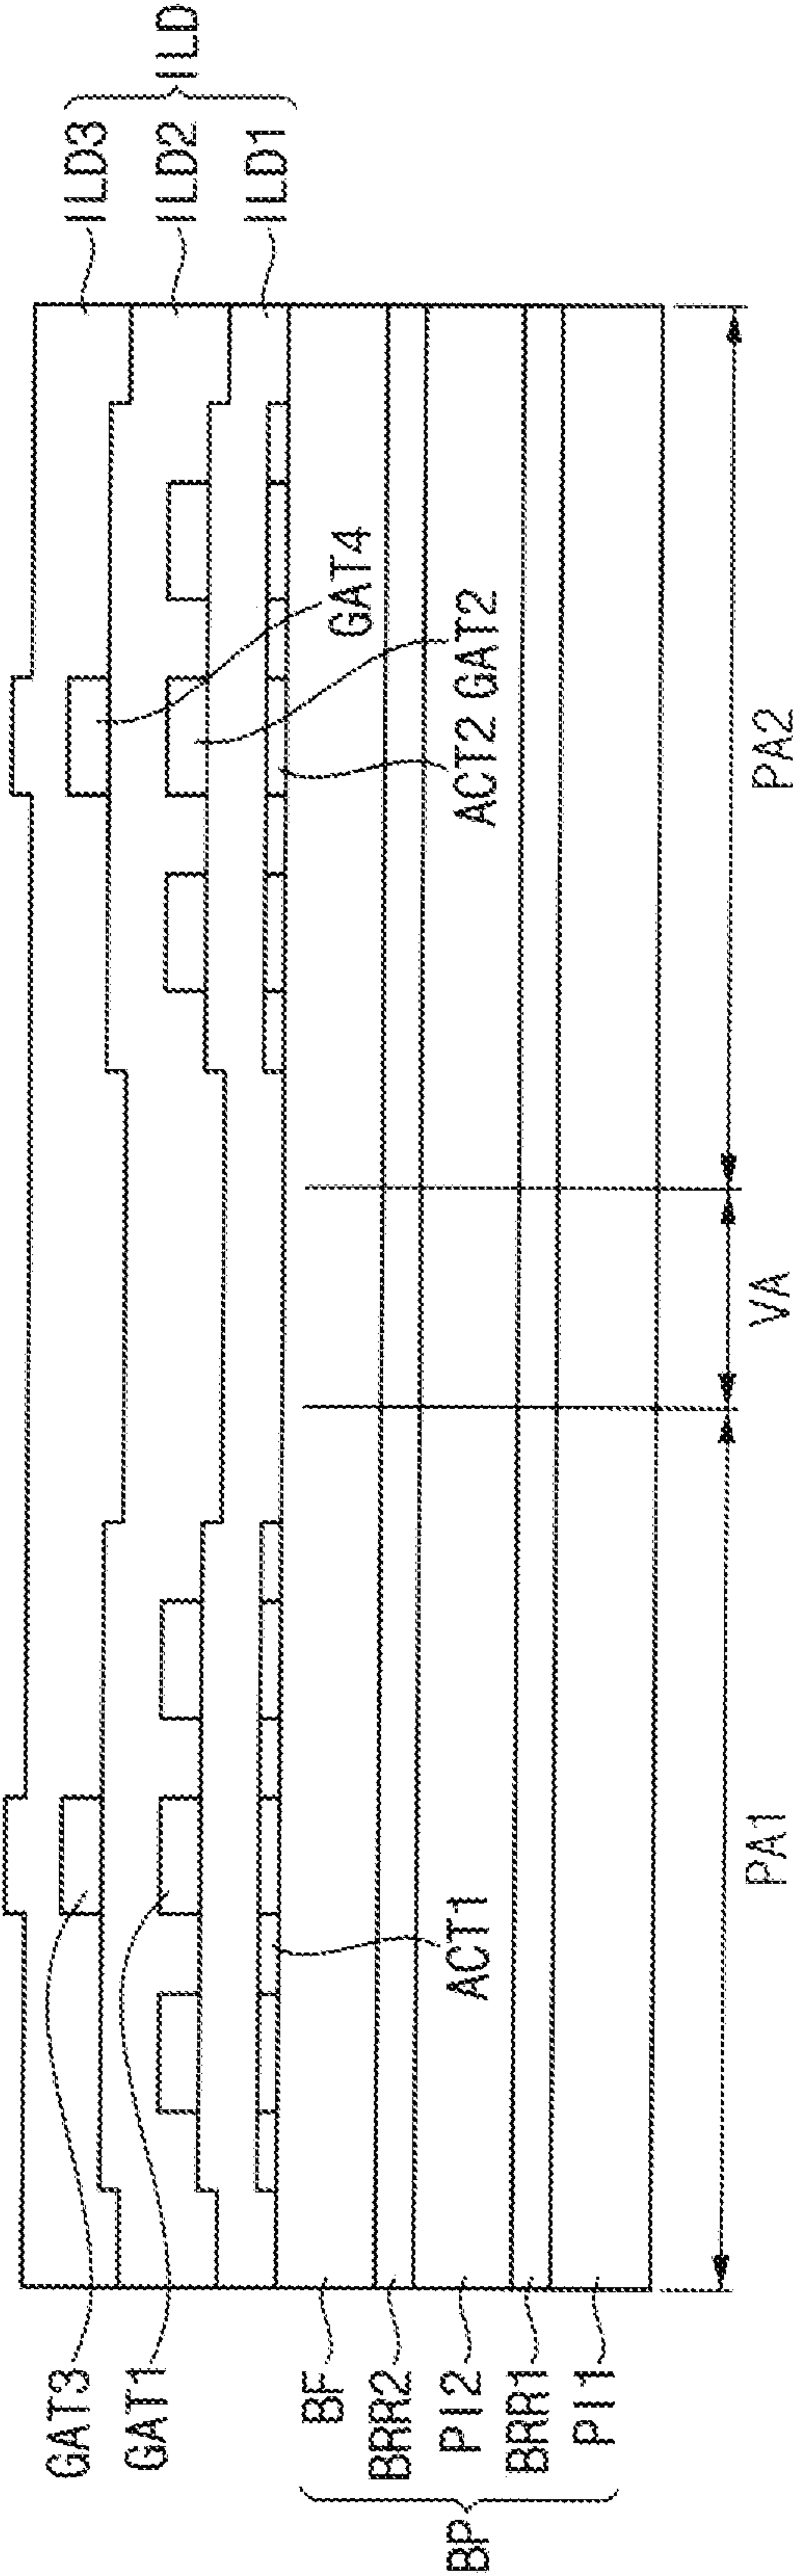 ILD3
ILD2
ILD1
ILD
GAT4
ACT2 GAT2
ACT1
GAT3
GAT1
BF
BRR2
PI2
BRR1
PI1
BP
PA1
VA
PA2